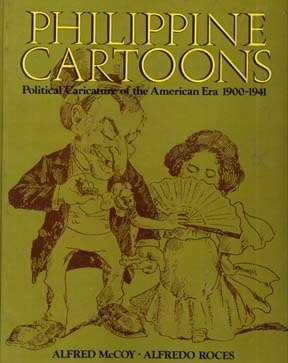 PHILIPPINE
CARTOONS
Political Caricature of the American Era 1900-1941
ALFRED McCOY • ALFREDO ROCES